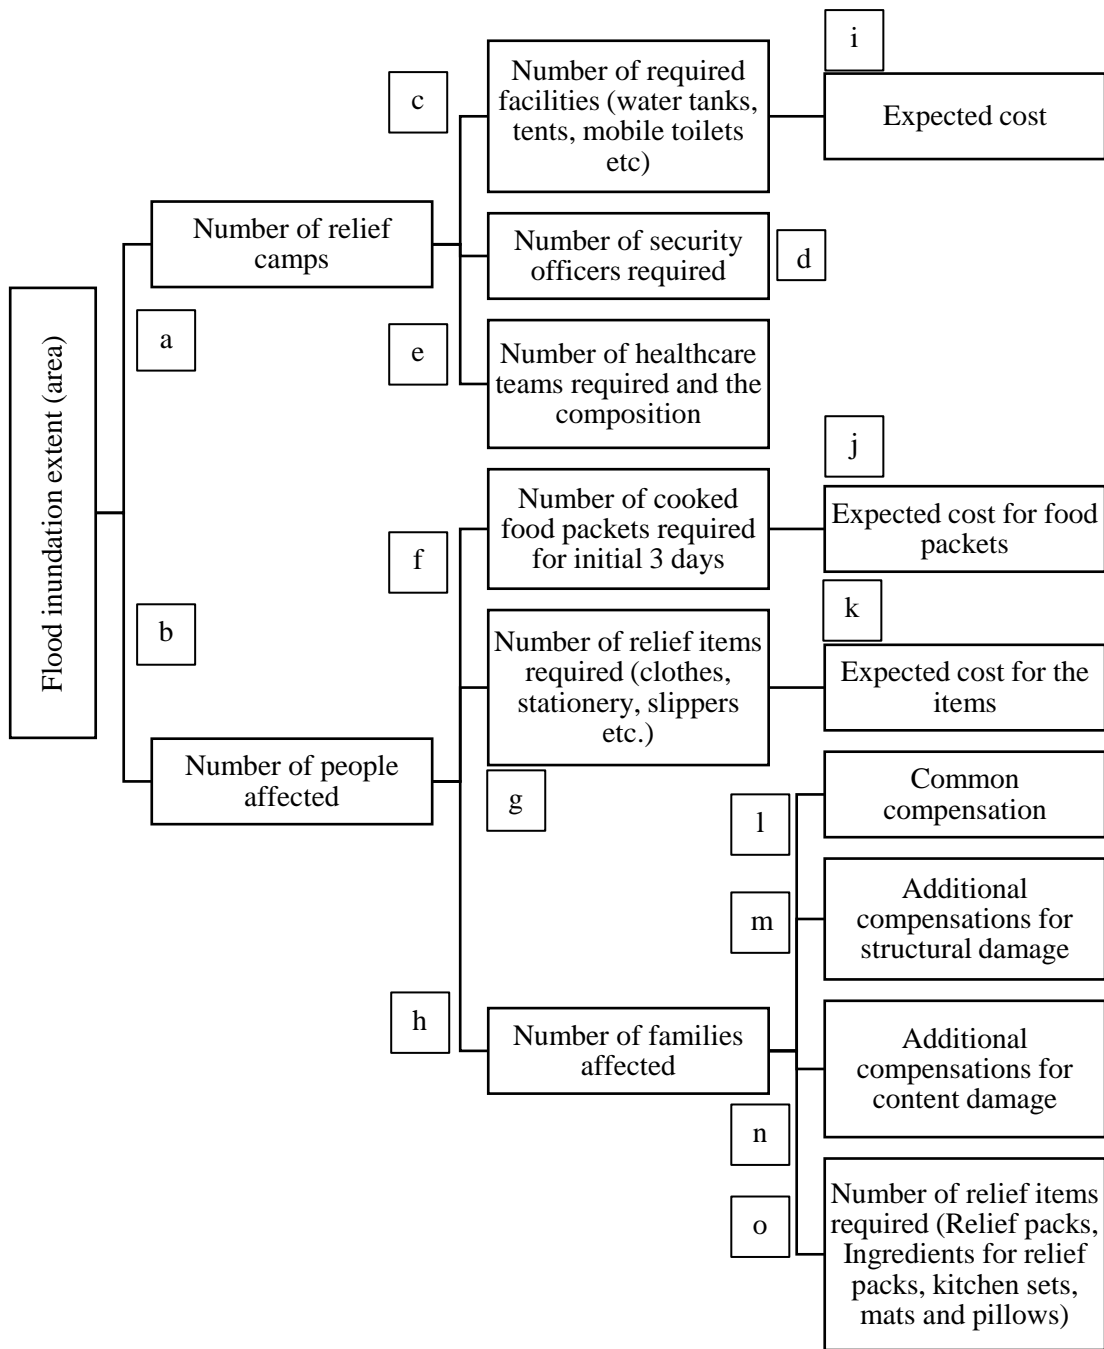 i
Number of required
facilities (water tanks,
tents, mobile toilets
etc)
c
Expected cost
Number of relief
camps
Number of security
officers required
d
Flood inundation extent (area)
a
e
Number of healthcare
teams required and the
composition
j
Number of cooked
food packets required
for initial 3 days
Expected cost for food
packets
f
k
b
Number of relief items
required (clothes,
stationery, slippers
etc.)
Expected cost for the
items
Number of people
affected
g
l
Common
compensation
m
Additional
compensations for
structural damage
h
Number of families
affected
Additional
compensations for
content damage
n
o
Number of relief items
required (Relief packs,
Ingredients for relief
packs, kitchen sets,
mats and pillows)